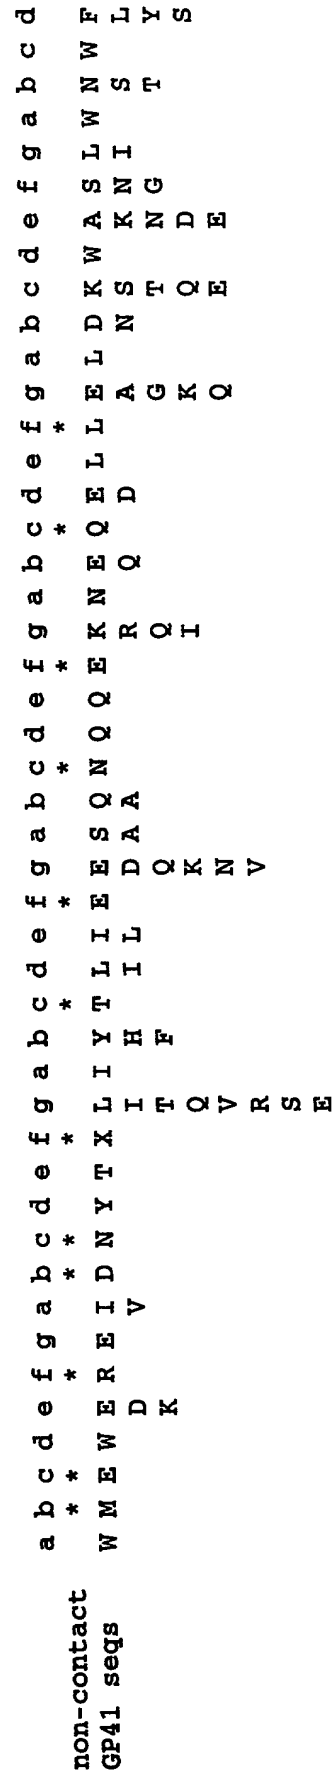 a b c d e f g a b c d e f g a b c d e f g a b c d e f g a b c d e f g a b c d e f g a b c d
non-contact * * * * * * * * * * * *
GP41 seqs W M E W E R E I D N Y T X L I Y T L I E E S Q N Q Q E K N E Q E L L E L D K W A S L W N W F
D V I H I L D A A R Q D A N S K N I S L
K T F Q Q G T N G T Y
Q K I K Q D S
V N Q E E
R V
S
E